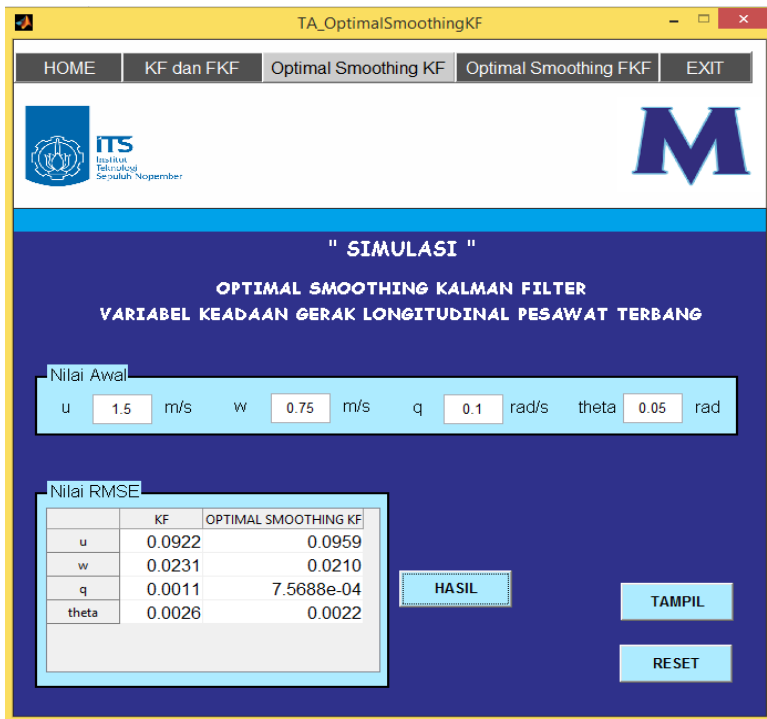 TA_OptimalSmoothingKF
HOME KF dan FKF Optimal Smoothing KF Optimal Smoothing FKF EXIT
ITS
Institut
Teknologi
Sepuluh Nopember
M
" SIMULASI "
OPTIMAL SMOOTHING KALMAN FILTER
VARIABEL KEADAAN GERAK LONGITUDINAL PESAWAT TERBANG
Nilai Awal
u 1.5 m/s w 0.75 m/s q 0.1 rad/s theta 0.05 rad
Nilai RMSE
KF OPTIMAL SMOOTHING KF
u 0.0922 0.0959
w 0.0231 0.0210
q 0.0011 7.5688e-04
theta 0.0026 0.0022
HASIL
TAMPIL
RESET